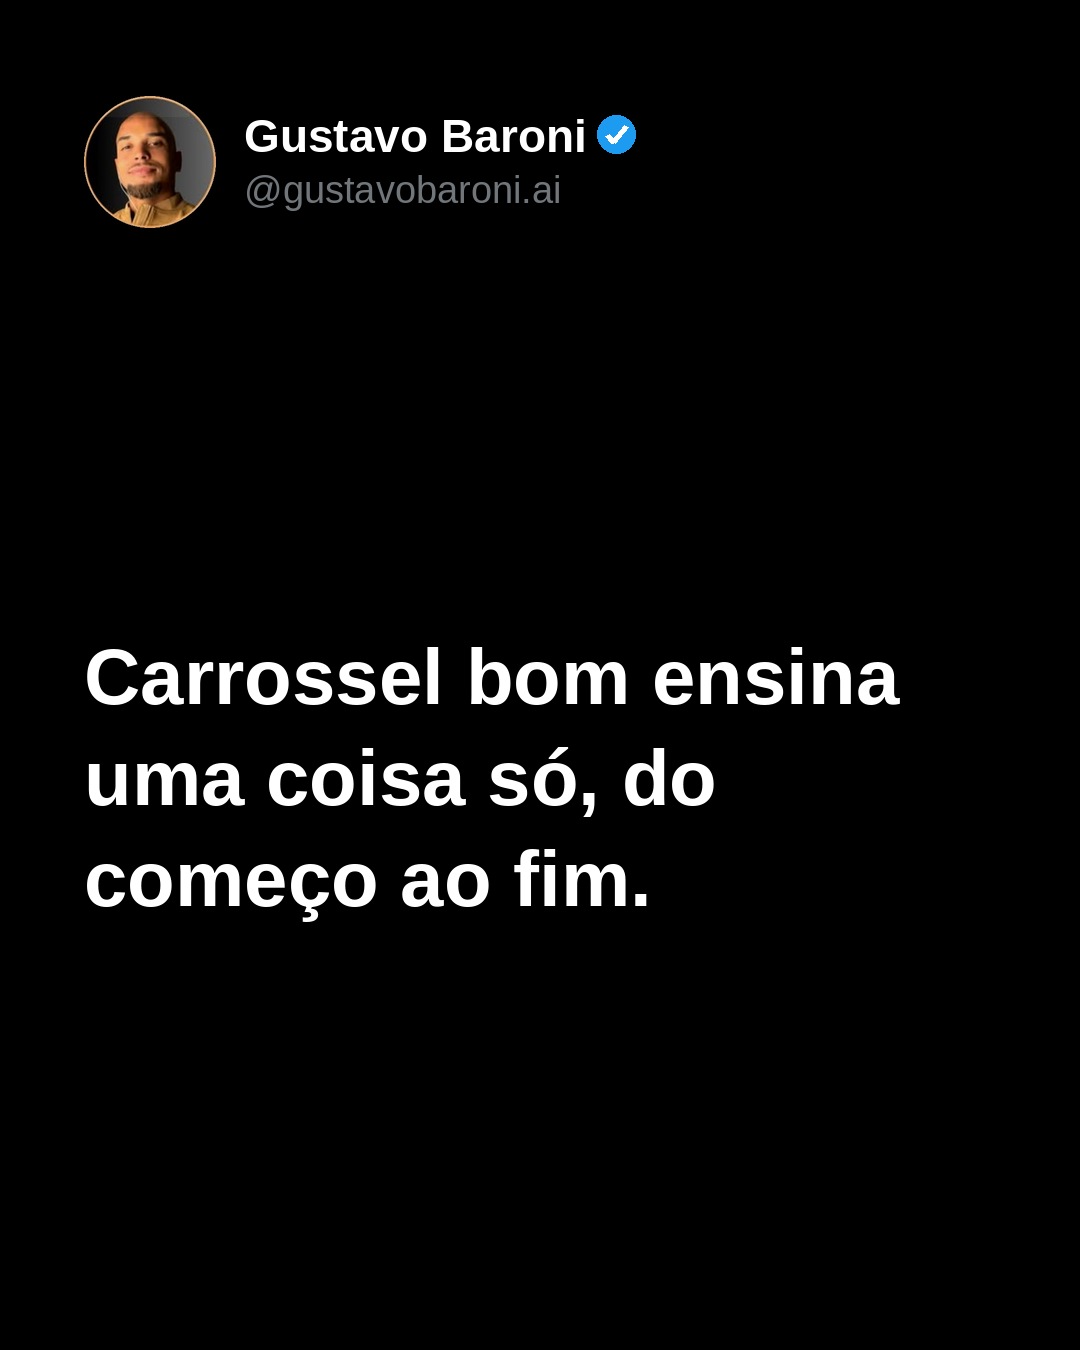 Gustavo Baroni
@gustavobaroni.ai
Carrossel bom ensina
uma coisa só, do
começo ao fim.